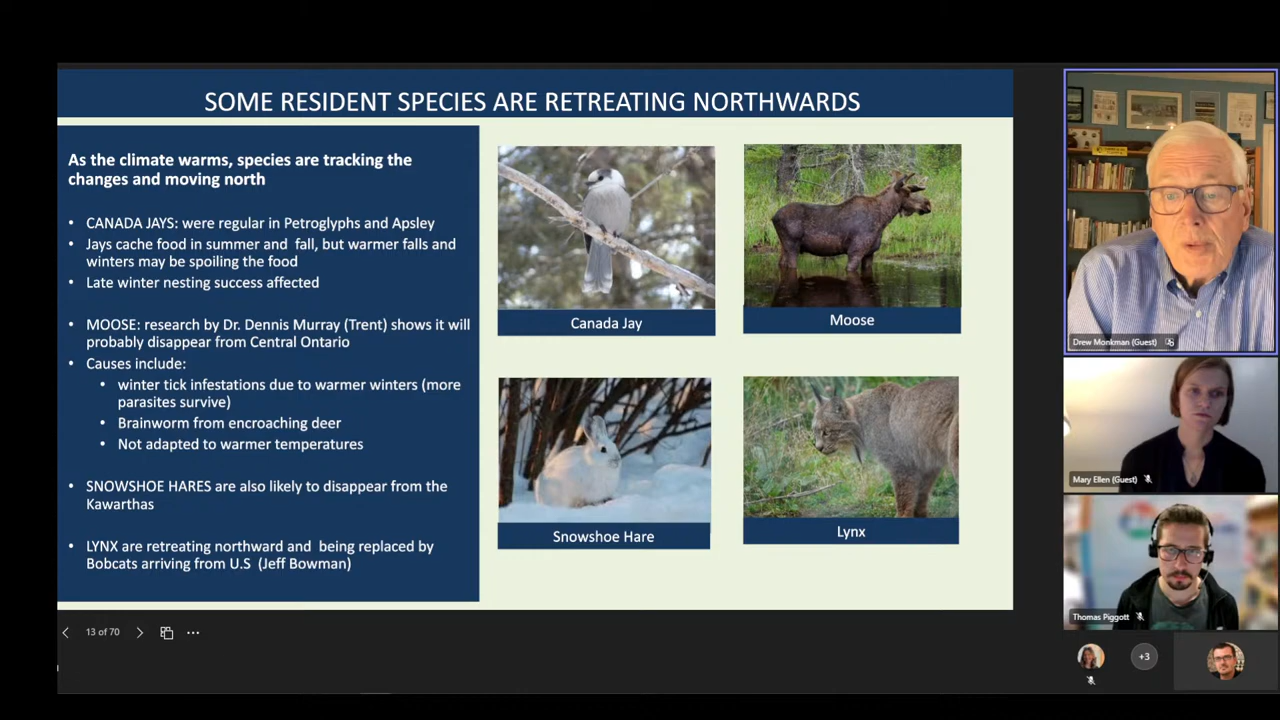 SOME RESIDENT SPECIES ARE RETREATING NORTHWARDS
As the climate warms, species are tracking the
changes and moving north
• CANADA JAYS: were regular in Petroglyphs and Apsley
• Jays cache food in summer and fall, but warmer falls and
winters may be spoiling the food
• Late winter nesting success affected
• MOOSE: research by Dr. Dennis Murray (Trent) shows it will
probably disappear from Central Ontario
• Causes include:
• winter tick infestations due to warmer winters (more
parasites survive)
• Brainworm from encroaching deer
• Not adapted to warmer temperatures
• SNOWSHOE HARES are also likely to disappear from the
Kawarthas
• LYNX are retreating northward and being replaced by
Bobcats arriving from U.S (Jeff Bowman)
Canada Jay
Moose
Snowshoe Hare
Lynx
13 of 70
Drew Monkman (Guest)
Mary Ellen (Guest)
Thomas Piggott
+3